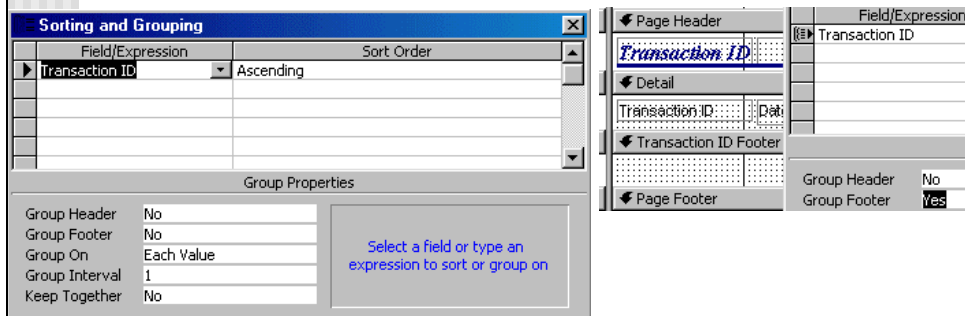 Sorting and Grouping
Field/Expression Sort Order
Transaction ID Ascending
Group Properties
Group Header No
Group Footer No
Group On Each Value
Group Interval 1
Keep Together No
Select a field or type an
expression to sort or group on
Page Header
Transaction ID
Detail
Transaction ID Dat
Transaction ID Footer
Page Footer
Field/Expression
Transaction ID
Group Header No
Group Footer Yes